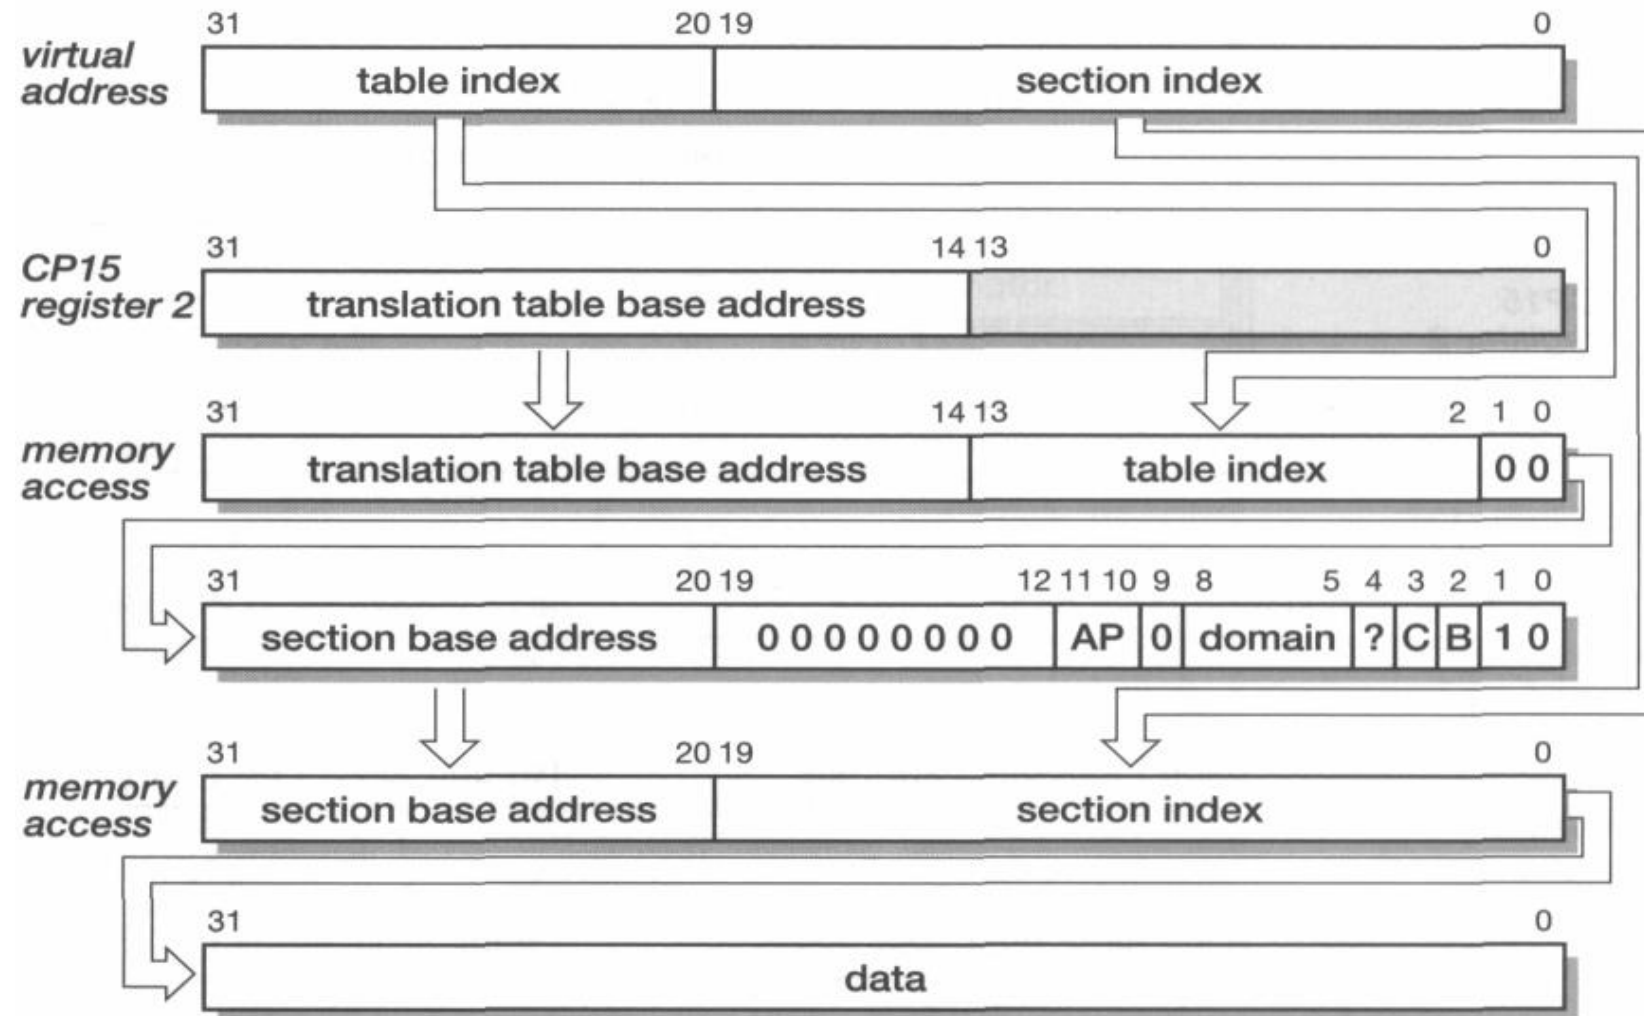 31 20 19 0
virtual address
table index section index
31 14 13 0
CP15 register 2
translation table base address
31 14 13 2 1 0
memory access
translation table base address table index 0 0
31 20 19 12 11 10 9 8 5 4 3 2 1 0
section base address 0 0 0 0 0 0 0 0 AP 0 domain ? C B 1 0
31 20 19 0
memory access
section base address section index
31 0
data